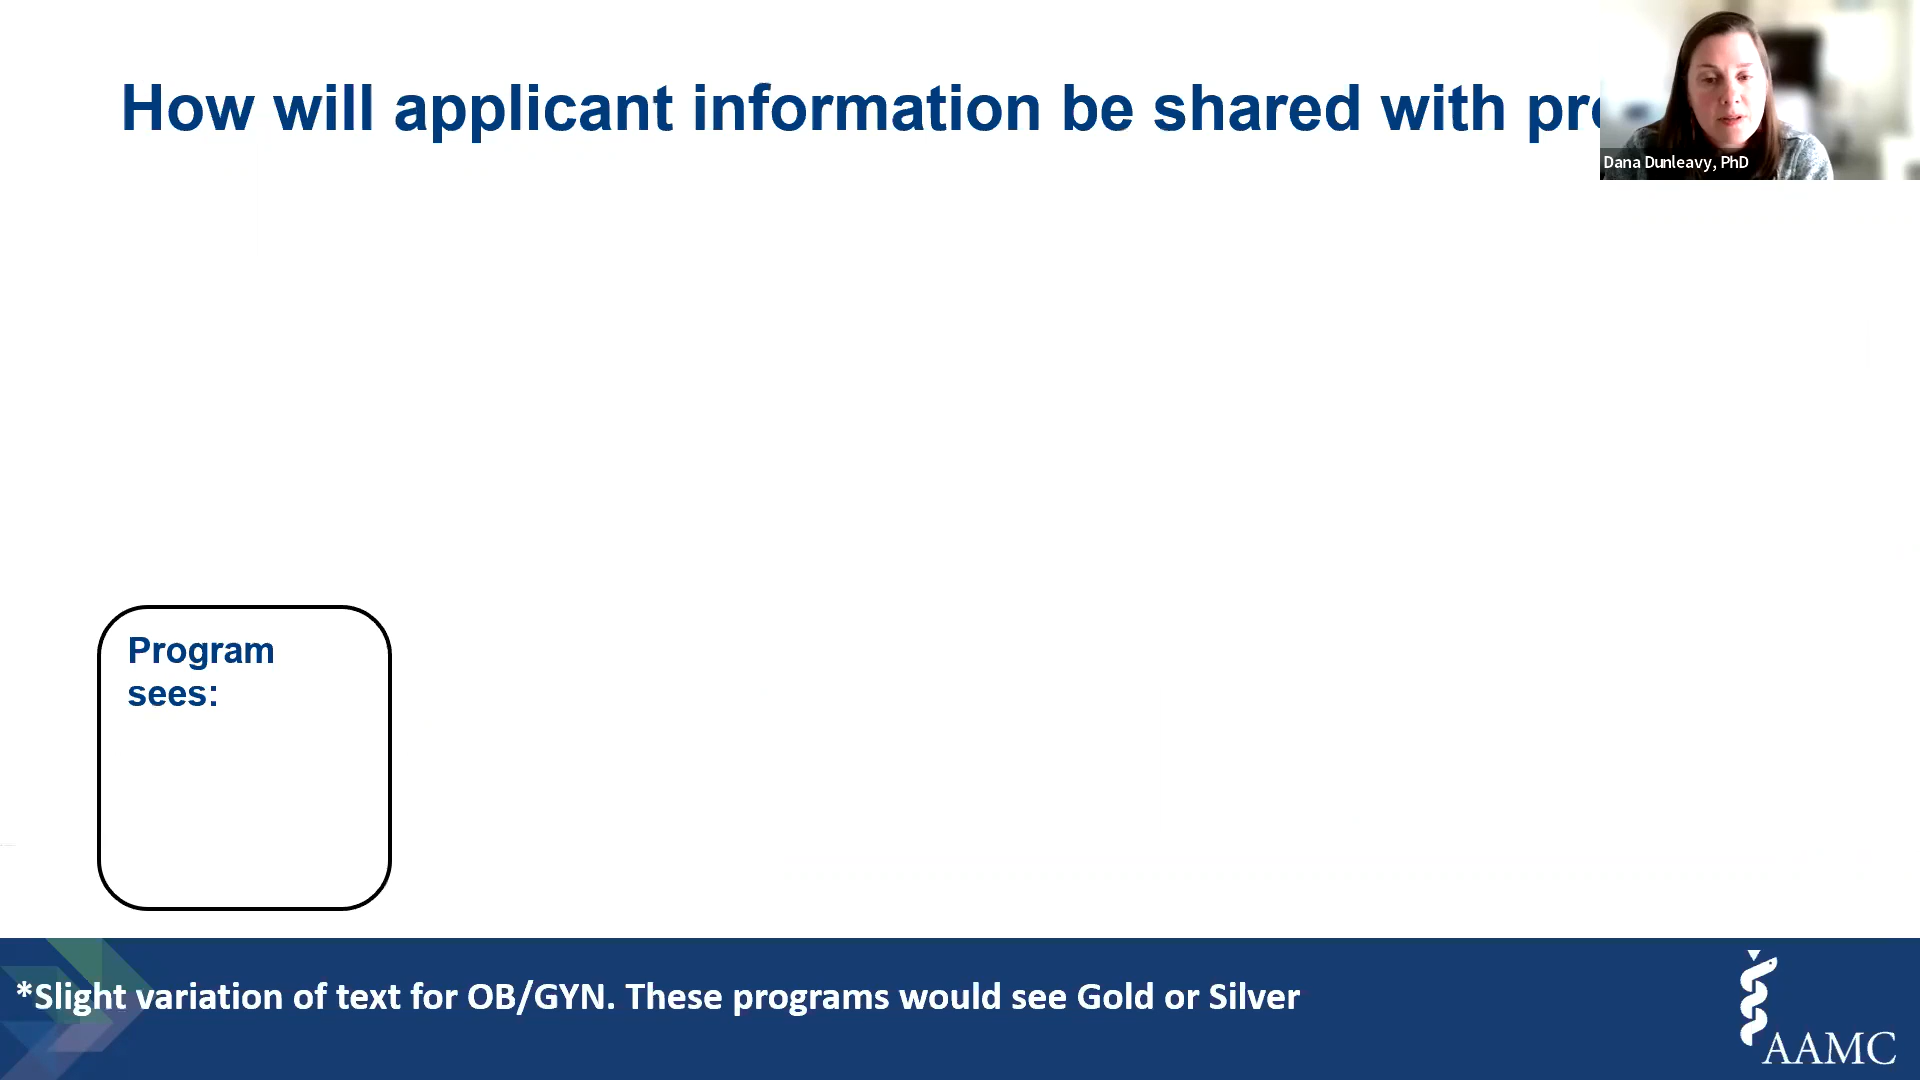 How will applicant information be shared with
Dana Dunleavy, PhD
Program
sees:
*Slight variation of text for OB/GYN. These programs would see Gold or Silver
AAMC